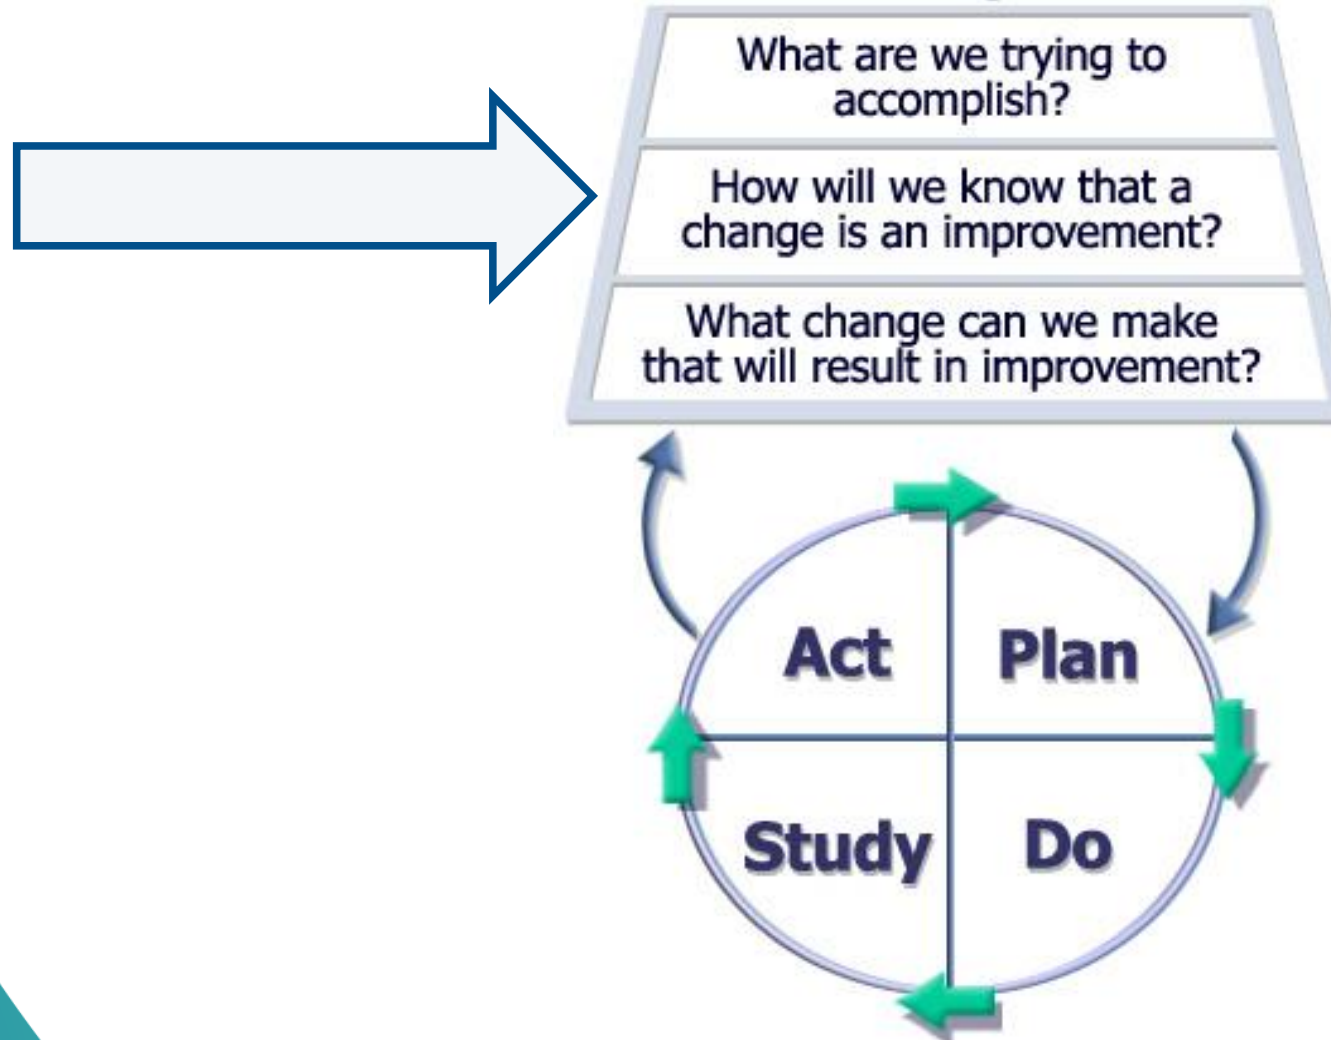 What are we trying to
accomplish?
How will we know that a
change is an improvement?
What change can we make
that will result in improvement?
Act
Plan
Study
Do